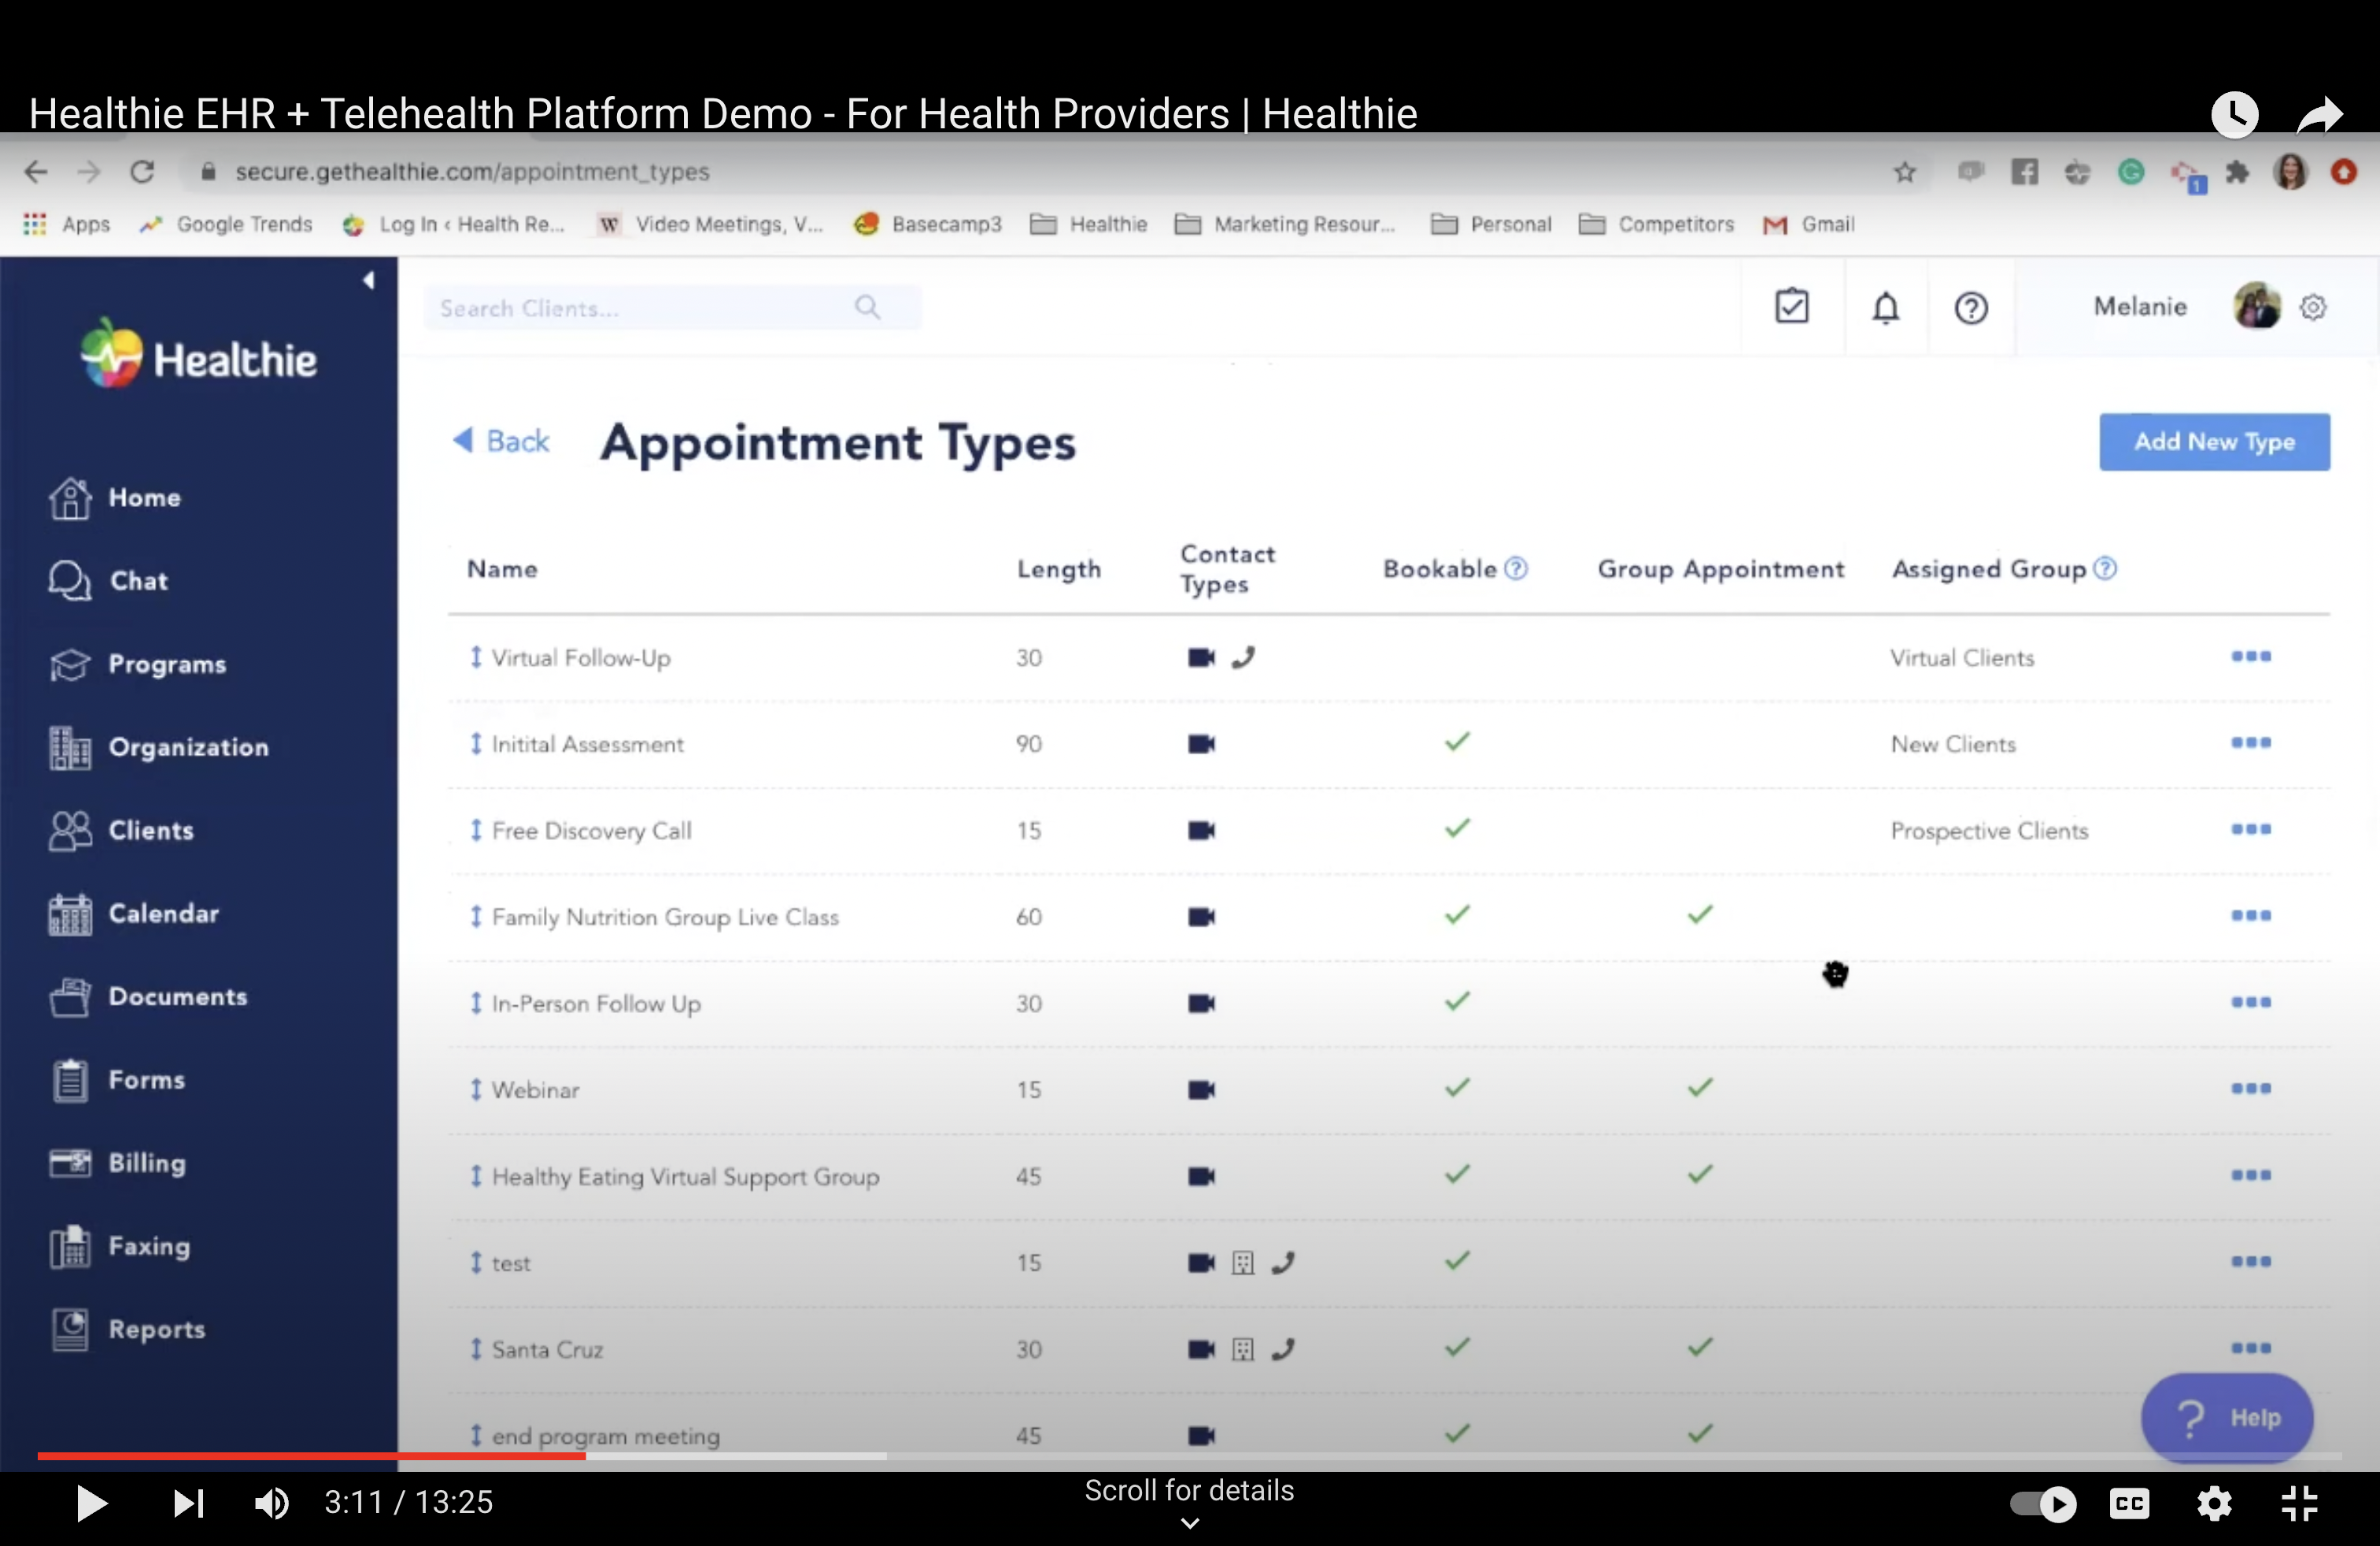 Healthie EHR + Telehealth Platform Demo - For Health Providers | Healthie
secure.gethealthie.com/appointment_types
1
Apps Google Trends Log In ‹ Health Re... W Video Meetings, V... Basecamp3 Healthie Marketing Resour... Personal Competitors Gmail
Healthie
Search Clients...
Melanie
Home
Chat
Programs
Organization
Clients
Calendar
Documents
Forms
Billing
Faxing
Reports
Back Appointment Types Add New Type
Name Length Contact Types Bookable ? Group Appointment Assigned Group ?
Virtual Follow-Up 30 Virtual Clients
Initital Assessment 90 New Clients
Free Discovery Call 15 Prospective Clients
Family Nutrition Group Live Class 60
In-Person Follow Up 30
Webinar 15
Healthy Eating Virtual Support Group 45
test 15
Santa Cruz 30
end program meeting 45
? Help
3:11 / 13:25
Scroll for details
CC